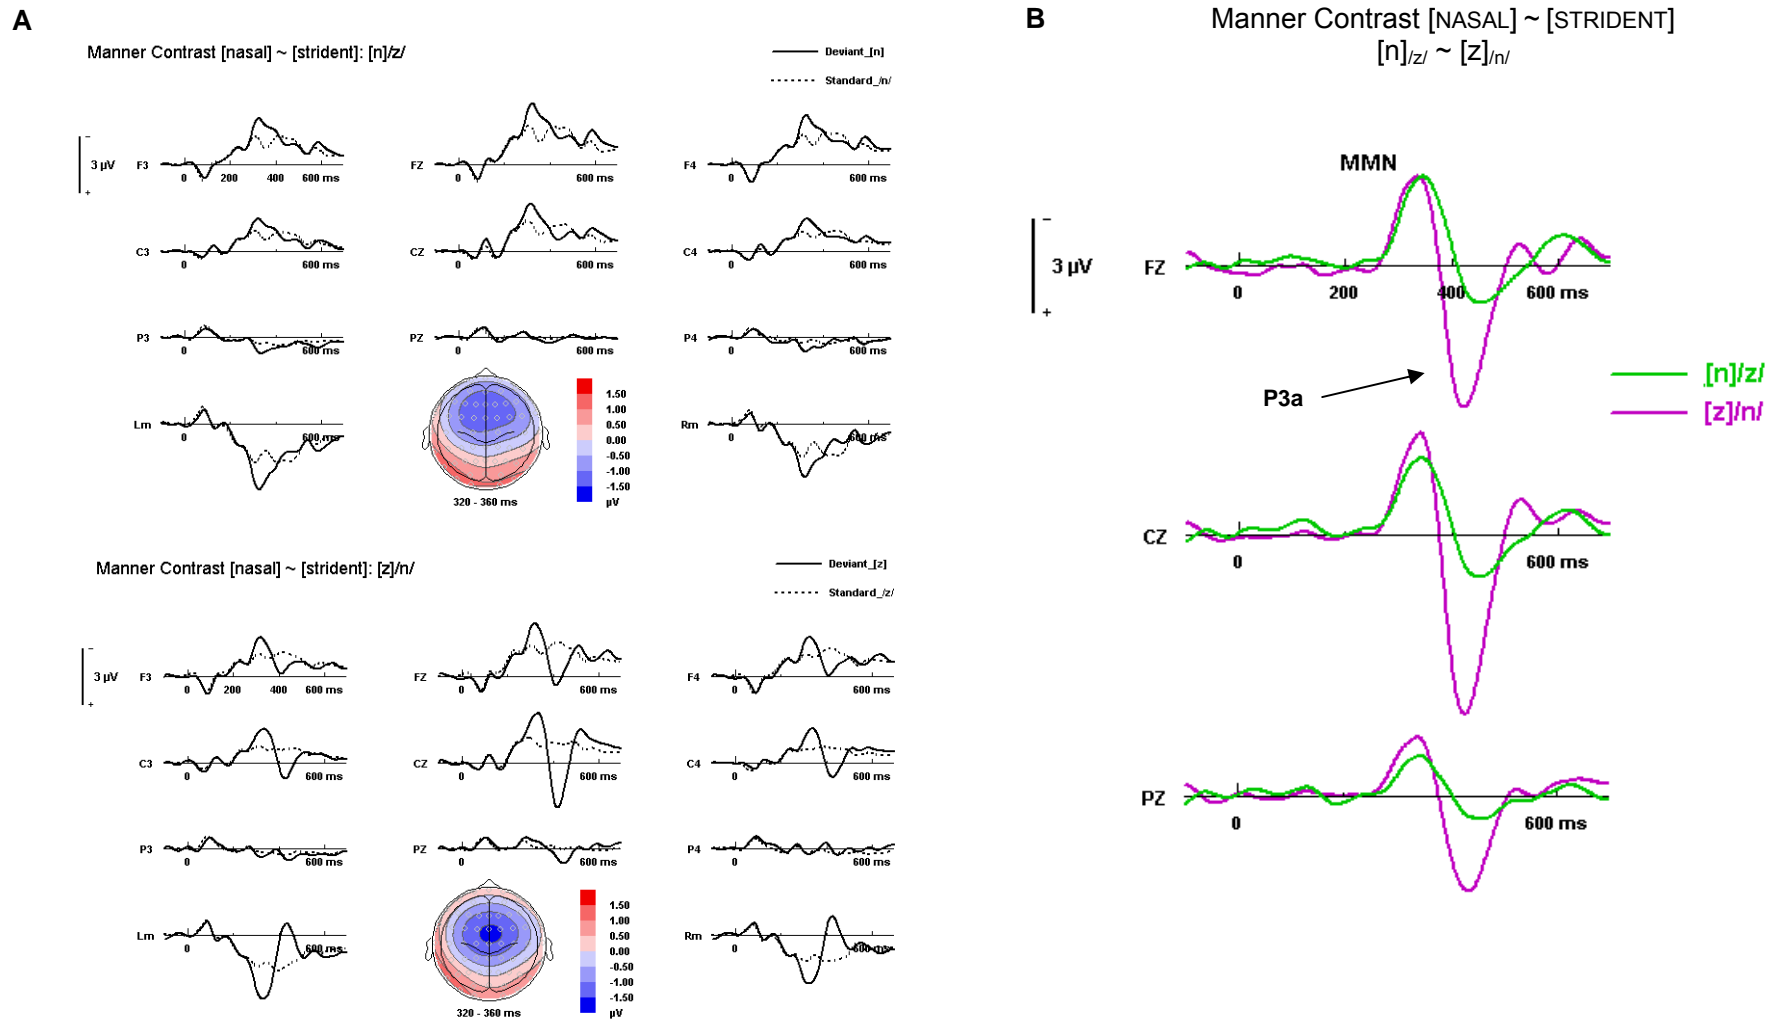 A
Manner Contrast [nasal] ~ [strident]: [n]/z/
Deviant_[n]
Standard_/n/
−
3 µV
+
F3
0 200 400 600 ms
FZ
0 600 ms
F4
0 600 ms
C3
0 600 ms
CZ
0 600 ms
C4
0 600 ms
P3
0 600 ms
PZ
0 600 ms
P4
0 600 ms
Lm
0 600 ms
1.50
1.00
0.50
0.00
-0.50
-1.00
-1.50
µV
320 - 360 ms
Rm
0 600 ms
Manner Contrast [nasal] ~ [strident]: [z]/n/
Deviant_[z]
Standard_/z/
−
3 µV
+
F3
0 200 400 600 ms
FZ
0 600 ms
F4
0 600 ms
C3
0 600 ms
CZ
0 600 ms
C4
0 600 ms
P3
0 600 ms
PZ
0 600 ms
P4
0 600 ms
Lm
0 600 ms
1.50
1.00
0.50
0.00
-0.50
-1.00
-1.50
µV
320 - 360 ms
Rm
0 600 ms
B
Manner Contrast [NASAL] ~ [STRIDENT]
[n]/z/ ~ [z]/n/
MMN
−
3 µV
+
FZ
0 200 400 600 ms
P3a
[n]/z/
[z]/n/
CZ
0 600 ms
PZ
0 600 ms